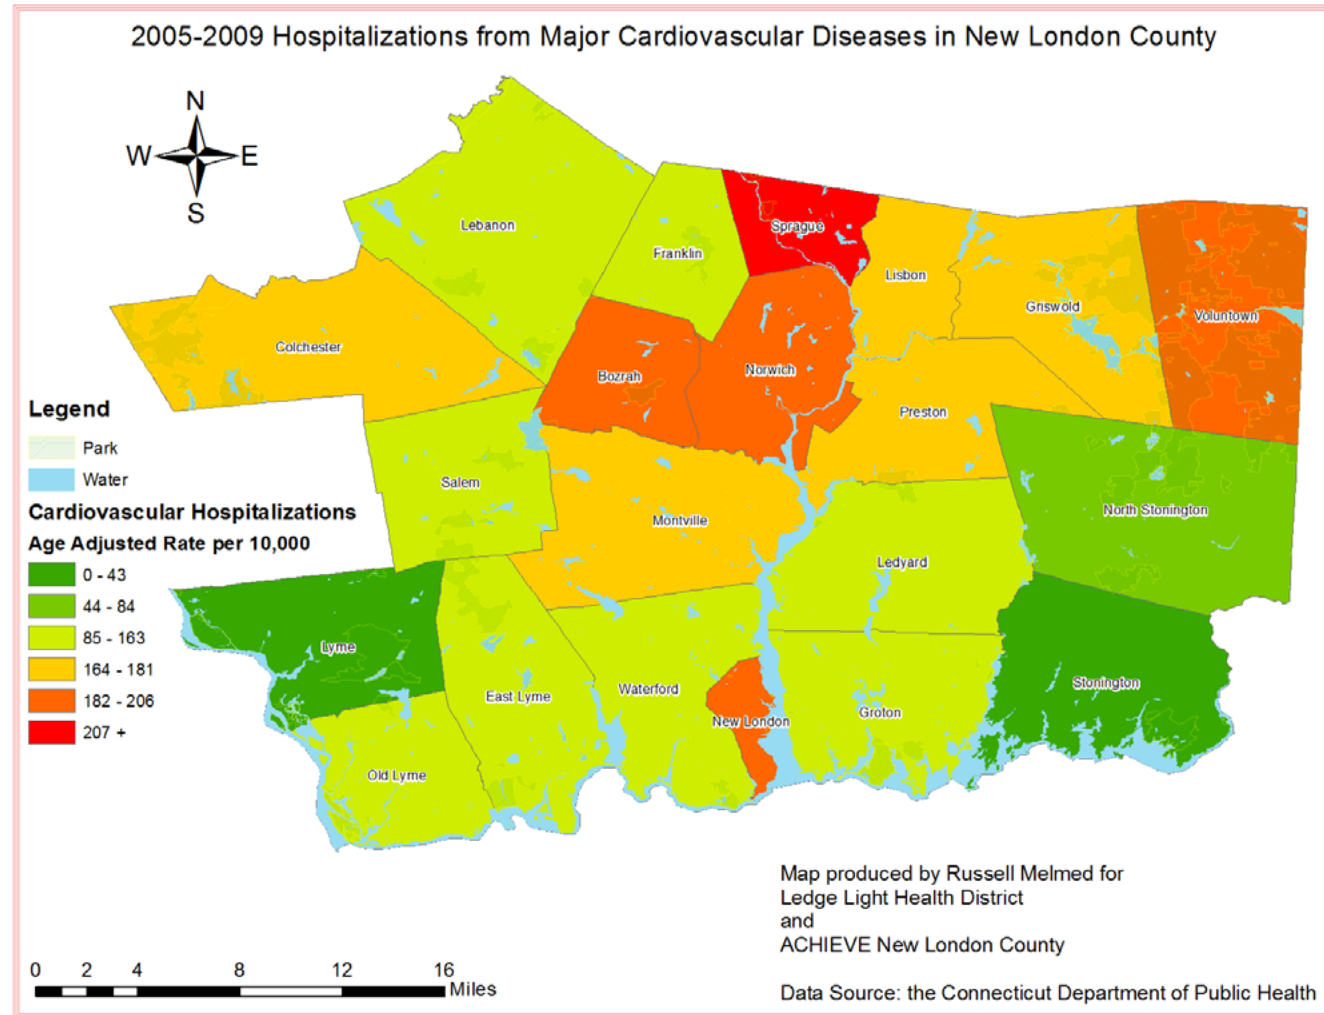 2005-2009 Hospitalizations from Major Cardiovascular Diseases in New London County
N
W E
S
Lebanon
Franklin
Sprague
Lisbon
Griswold
Voluntown
Colchester
Bozrah
Norwich
Preston
Salem
Montville
North Stonington
Ledyard
Lyme
East Lyme
Waterford
New London
Groton
Stonington
Old Lyme
Legend
Park
Water
Cardiovascular Hospitalizations
Age Adjusted Rate per 10,000
0 - 43
44 - 84
85 - 163
164 - 181
182 - 206
207 +
Map produced by Russell Melmed for
Ledge Light Health District
and
ACHIEVE New London County
Data Source: the Connecticut Department of Public Health
0 2 4 8 12 16
Miles